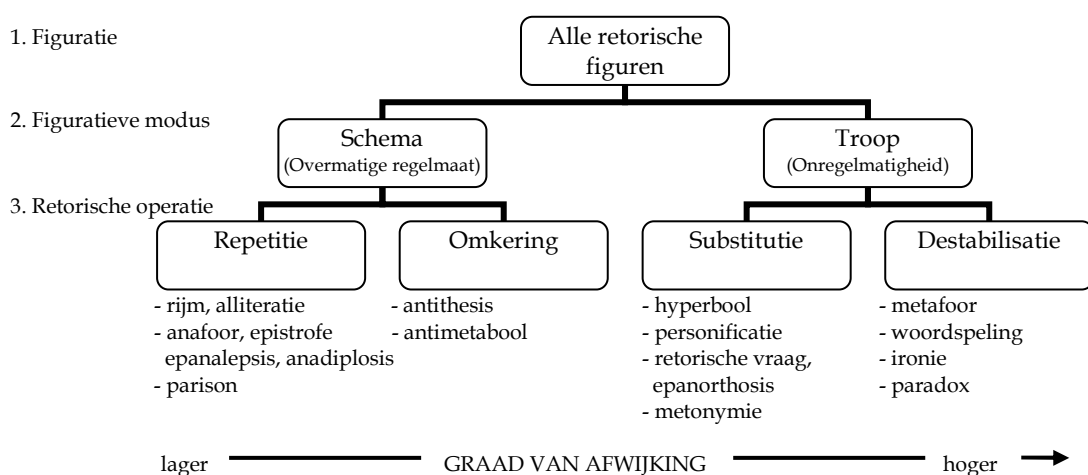 1. Figuratie
Alle retorische
figuren
2. Figuratieve modus
Schema
(Overmatige regelmaat)
Troop
(Onregelmatigheid)
3. Retorische operatie
Repetitie
Omkering
Substitutie
Destabilisatie
- rijm, alliteratie
- anafoor, epistrofe
epanalepsis, anadiplosis
- parison
- antithesis
- antimetabool
- hyperbool
- personificatie
- retorische vraag,
epanorthosis
- metonymie
- metafoor
- woordspeling
- ironie
- paradox
lager GRAAD VAN AFWIJKING hoger